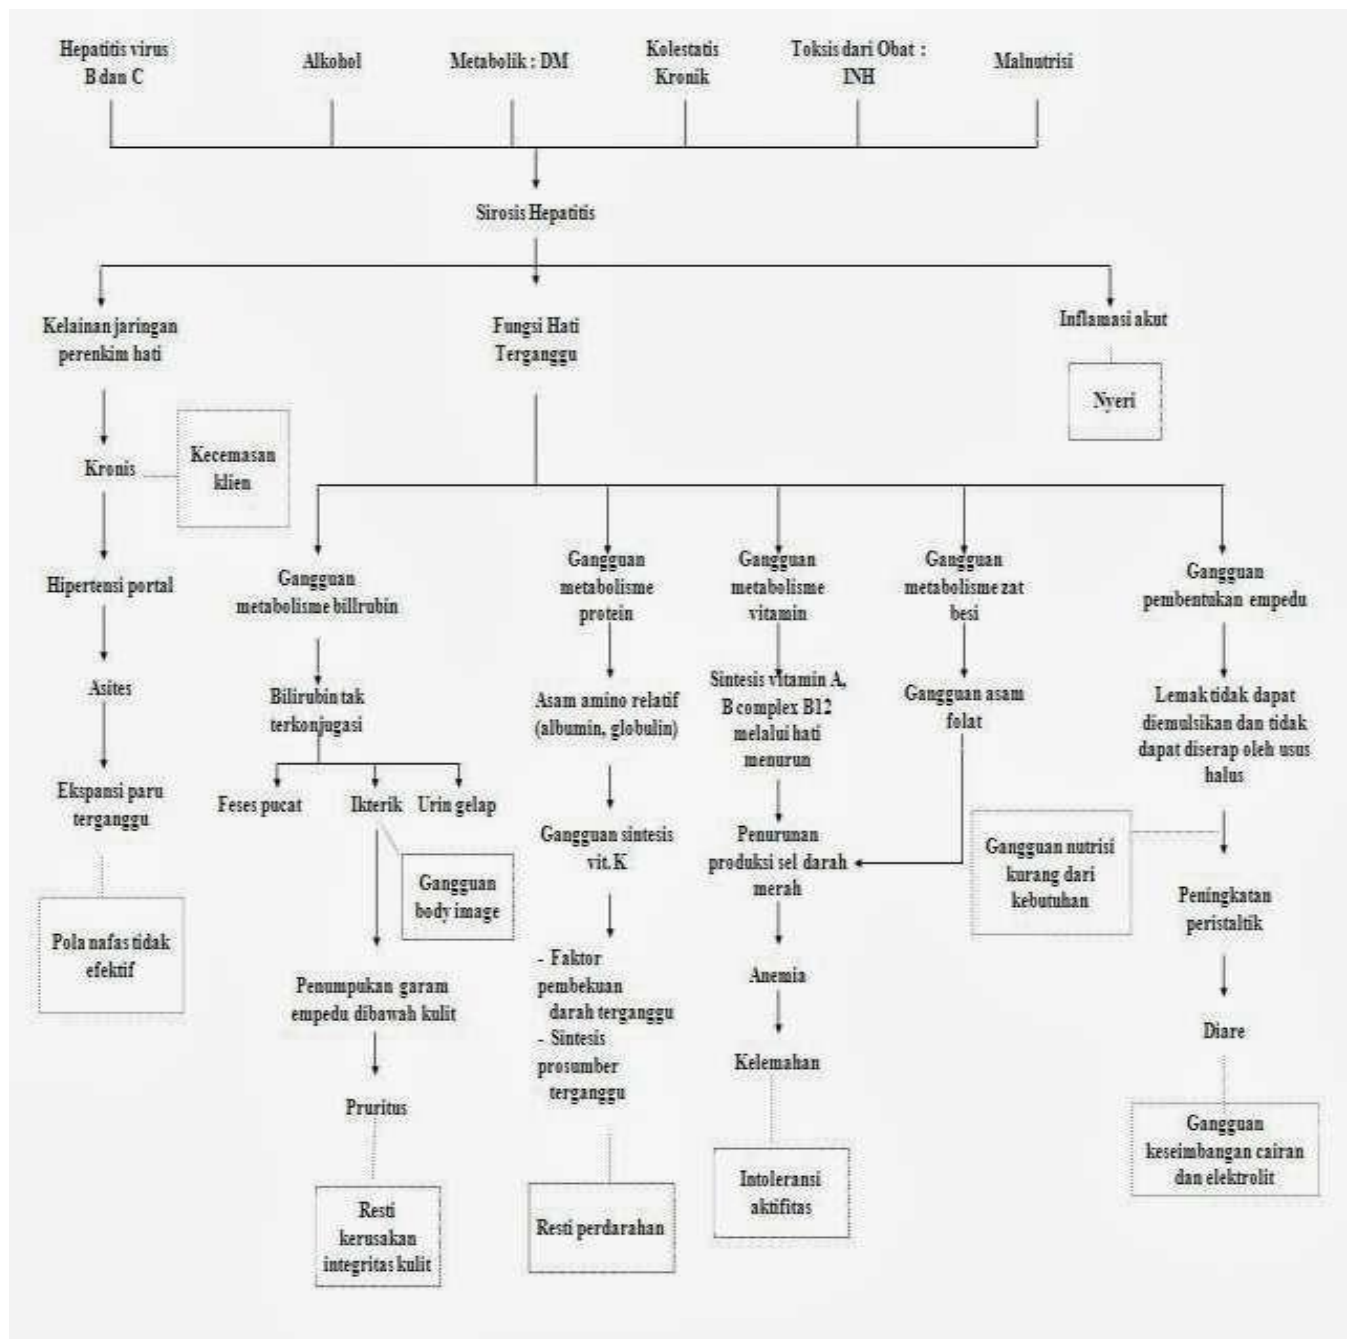 Hepatitis virus
B dan C
Alkohol
Metabolik : DM
Kolestatis
Kronik
Toksis dari Obat :
INH
Malnutrisi
Sirosis Hepatitis
Kelainan jaringan
perenkim hati
Fungsi Hati
Terganggu
Inflamasi akut
Nyeri
Kronis
Kecemasan
klien
Hipertensi portal
Gangguan
metabolisme billrubin
Gangguan
metabolisme
protein
Gangguan
metabolisme
vitamin
Gangguan
metabolisme zat
besi
Gangguan
pembentukan empedu
Asites
Bilirubin tak
terkonjugasi
Asam amino relatif
(albumin, globulin)
Sintesis vitamin A,
B complex B12
melalui hati
menurun
Gangguan asam
folat
Lemak tidak dapat
diemulsikan dan tidak
dapat diserap oleh usus
halus
Ekspansi paru
terganggu
Feses pucat
Ikterik
Urin gelap
Gangguan sintesis
vit. K
Penurunan
produksi sel darah
merah
Gangguan nutrisi
kurang dari
kebutuhan
Gangguan
body image
Peningkatan
peristaltik
Pola nafas tidak
efektif
Penumpukan garam
empedu dibawah kulit
- Faktor
pembekuan
darah terganggu
- Sintesis
prosumber
terganggu
Anemia
Diare
Kelemahan
Pruritus
Gangguan
keseimbangan cairan
dan elektrolit
Intoleransi
aktifitas
Resti
kerusakan
integritas kulit
Resti perdarahan